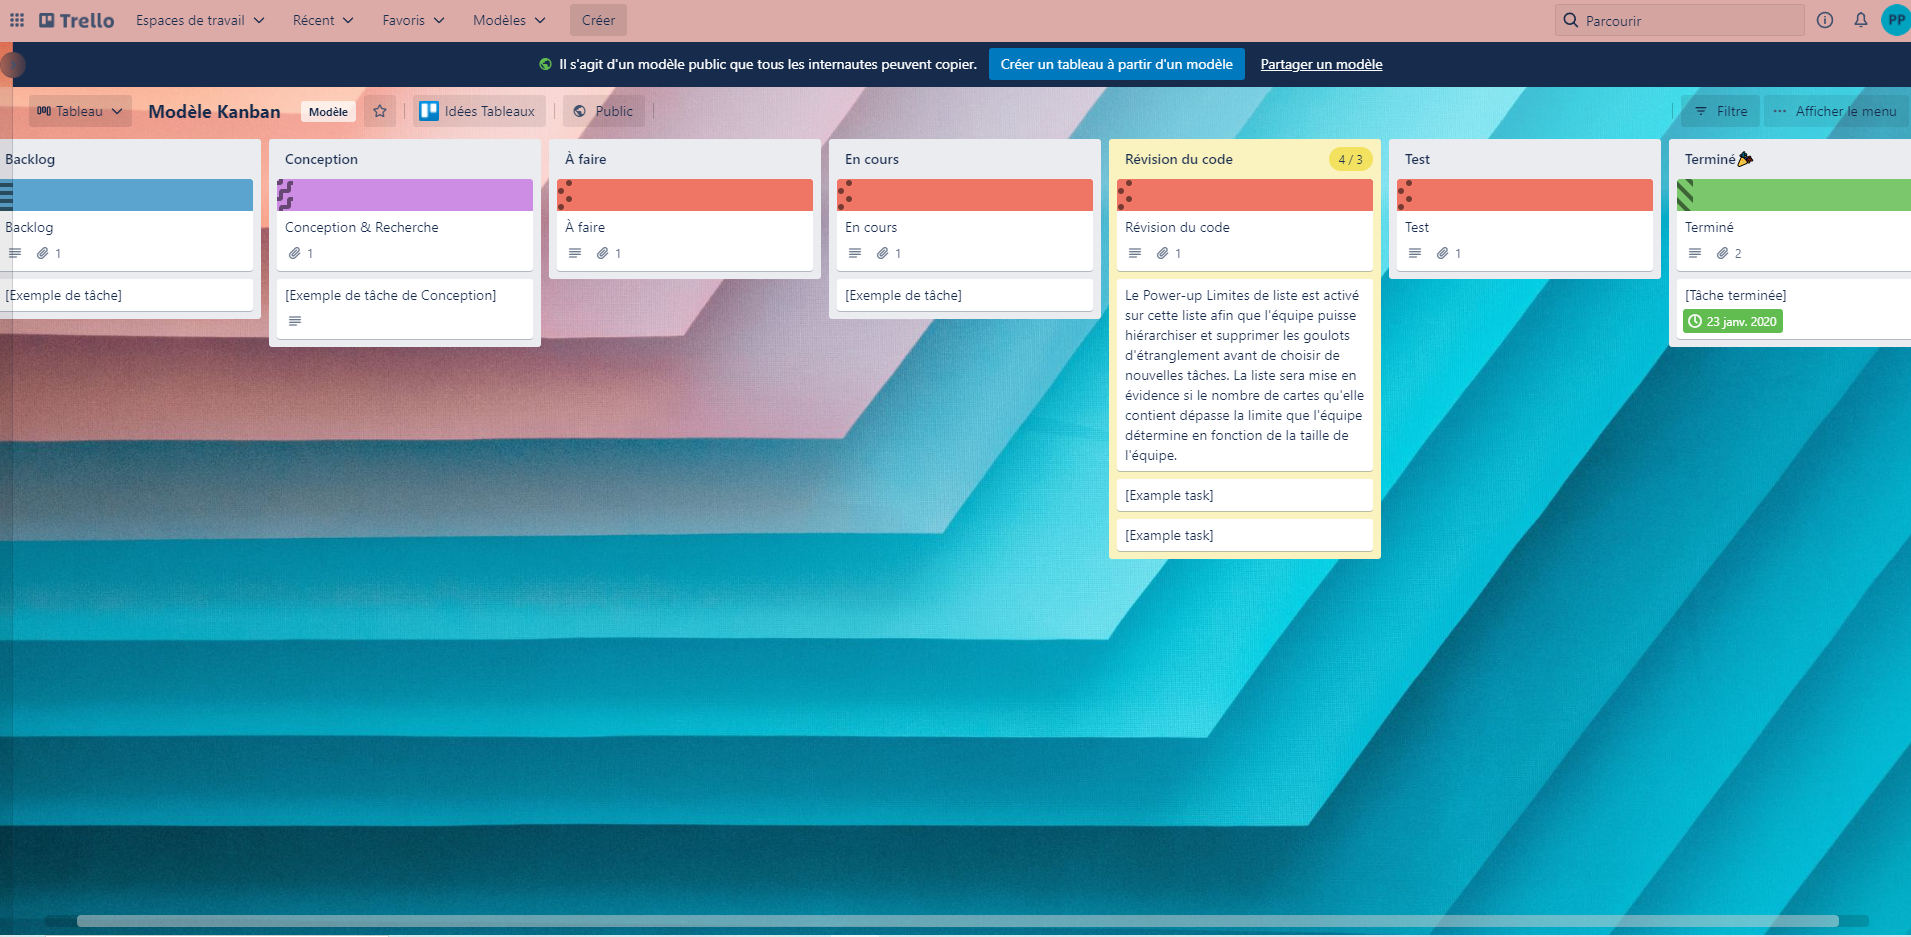 Trello Espaces de travail Récent Favoris Modèles Créer Parcourir PP
Il s'agit d'un modèle public que tous les internautes peuvent copier. Créer un tableau à partir d'un modèle Partager un modèle
Tableau Modèle Kanban Modèle Idées Tableaux Public Filtre ··· Afficher le menu
Backlog
Backlog
1
[Exemple de tâche]
Conception
Conception & Recherche
1
[Exemple de tâche de Conception]
À faire
À faire
1
En cours
En cours
1
[Exemple de tâche]
Révision du code 4 / 3
Révision du code
1
Le Power-up Limites de liste est activé
sur cette liste afin que l'équipe puisse
hiérarchiser et supprimer les goulots
d'étranglement avant de choisir de
nouvelles tâches. La liste sera mise en
évidence si le nombre de cartes qu'elle
contient dépasse la limite que l'équipe
détermine en fonction de la taille de
l'équipe.
[Example task]
[Example task]
Test
Test
1
Terminé
Terminé
2
[Tâche terminée]
23 janv. 2020